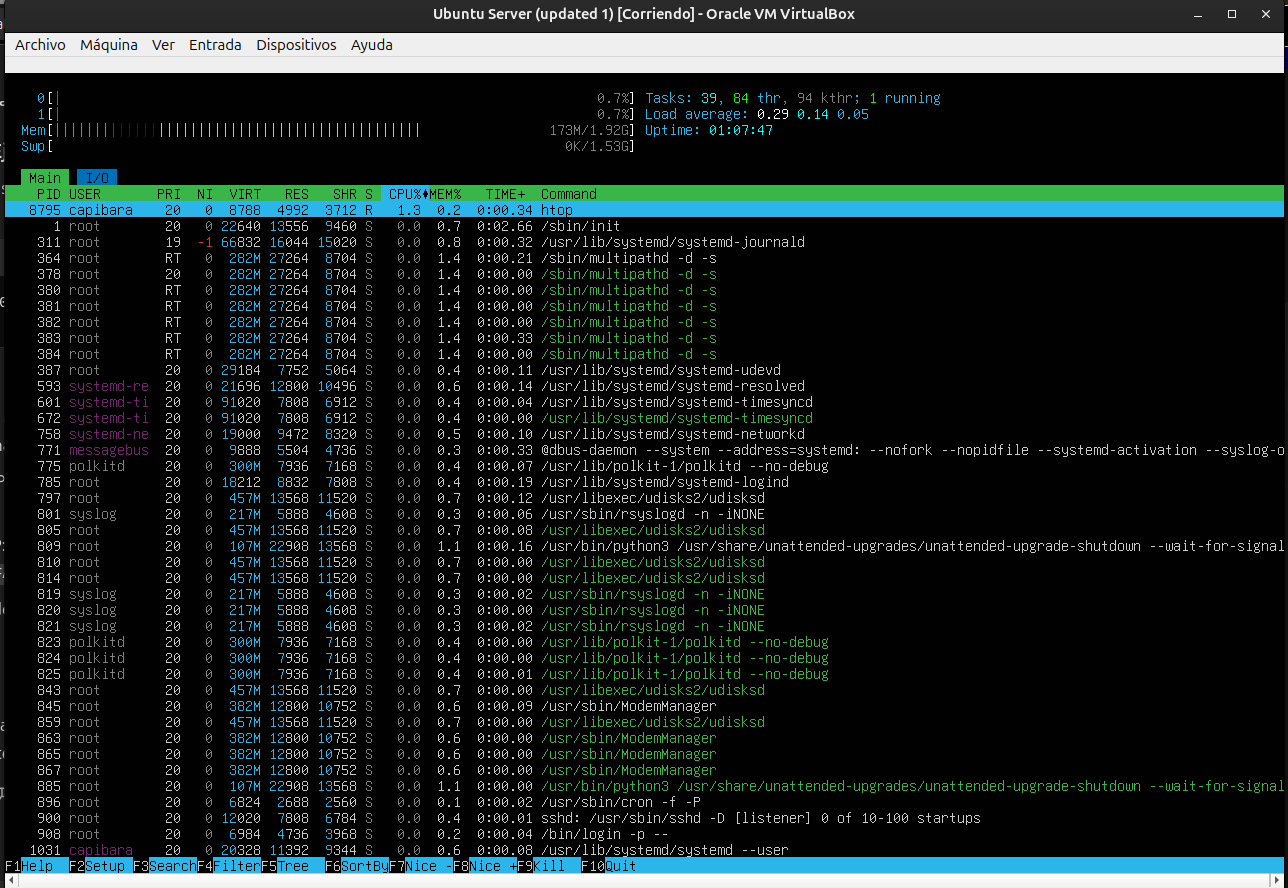 Ubuntu Server (updated 1) [Corriendo] - Oracle VM VirtualBox
Archivo Máquina Ver Entrada Dispositivos Ayuda
0[| 0.7%] Tasks: 39, 84 thr, 94 kthr; 1 running
1[| 0.7%] Load average: 0.29 0.14 0.05
Mem[||||||||||||||||||||||||||||||||||||||||||||| 173M/1.92G] Uptime: 01:07:47
Swp[ 0K/1.53G]
Main I/O
PID USER PRI NI VIRT RES SHR S CPU% MEM% TIME+ Command
8795 capibara 20 0 8788 4992 3712 R 1.3 0.2 0:00.34 htop
1 root 20 0 22640 13556 9460 S 0.0 0.7 0:02.66 /sbin/init
311 root 19 -1 66832 16044 15020 S 0.0 0.8 0:00.32 /usr/lib/systemd/systemd-journald
364 root RT 0 282M 27264 8704 S 0.0 1.4 0:00.21 /sbin/multipathd -d -s
378 root 20 0 282M 27264 8704 S 0.0 1.4 0:00.00 /sbin/multipathd -d -s
380 root RT 0 282M 27264 8704 S 0.0 1.4 0:00.00 /sbin/multipathd -d -s
381 root RT 0 282M 27264 8704 S 0.0 1.4 0:00.00 /sbin/multipathd -d -s
382 root RT 0 282M 27264 8704 S 0.0 1.4 0:00.00 /sbin/multipathd -d -s
383 root RT 0 282M 27264 8704 S 0.0 1.4 0:00.33 /sbin/multipathd -d -s
384 root RT 0 282M 27264 8704 S 0.0 1.4 0:00.00 /sbin/multipathd -d -s
387 root 20 0 29184 7752 5064 S 0.0 0.4 0:00.11 /usr/lib/systemd/systemd-udevd
593 systemd-re 20 0 21696 12800 10496 S 0.0 0.6 0:00.14 /usr/lib/systemd/systemd-resolved
601 systemd-ti 20 0 91020 7808 6912 S 0.0 0.4 0:00.04 /usr/lib/systemd/systemd-timesyncd
672 systemd-ti 20 0 91020 7808 6912 S 0.0 0.4 0:00.00 /usr/lib/systemd/systemd-timesyncd
758 systemd-ne 20 0 19000 9472 8320 S 0.0 0.5 0:00.10 /usr/lib/systemd/systemd-networkd
771 messagebus 20 0 9888 5504 4736 S 0.0 0.3 0:00.33 @dbus-daemon --system --address=systemd: --nofork --nopidfile --systemd-activation --syslog-o
775 polkitd 20 0 300M 7936 7168 S 0.0 0.4 0:00.07 /usr/lib/polkit-1/polkitd --no-debug
785 root 20 0 18212 8832 7808 S 0.0 0.4 0:00.19 /usr/lib/systemd/systemd-logind
797 root 20 0 457M 13568 11520 S 0.0 0.7 0:00.12 /usr/libexec/udisks2/udisksd
801 syslog 20 0 217M 5888 4608 S 0.0 0.3 0:00.06 /usr/sbin/rsyslogd -n -iNONE
805 root 20 0 457M 13568 11520 S 0.0 0.7 0:00.08 /usr/libexec/udisks2/udisksd
809 root 20 0 107M 22908 13568 S 0.0 1.1 0:00.16 /usr/bin/python3 /usr/share/unattended-upgrades/unattended-upgrade-shutdown --wait-for-signal
810 root 20 0 457M 13568 11520 S 0.0 0.7 0:00.00 /usr/libexec/udisks2/udisksd
814 root 20 0 457M 13568 11520 S 0.0 0.7 0:00.00 /usr/libexec/udisks2/udisksd
819 syslog 20 0 217M 5888 4608 S 0.0 0.3 0:00.02 /usr/sbin/rsyslogd -n -iNONE
820 syslog 20 0 217M 5888 4608 S 0.0 0.3 0:00.00 /usr/sbin/rsyslogd -n -iNONE
821 syslog 20 0 217M 5888 4608 S 0.0 0.3 0:00.02 /usr/sbin/rsyslogd -n -iNONE
823 polkitd 20 0 300M 7936 7168 S 0.0 0.4 0:00.00 /usr/lib/polkit-1/polkitd --no-debug
824 polkitd 20 0 300M 7936 7168 S 0.0 0.4 0:00.00 /usr/lib/polkit-1/polkitd --no-debug
825 polkitd 20 0 300M 7936 7168 S 0.0 0.4 0:00.01 /usr/lib/polkit-1/polkitd --no-debug
843 root 20 0 457M 13568 11520 S 0.0 0.7 0:00.00 /usr/libexec/udisks2/udisksd
845 root 20 0 382M 12800 10752 S 0.0 0.6 0:00.09 /usr/sbin/ModemManager
859 root 20 0 457M 13568 11520 S 0.0 0.7 0:00.00 /usr/libexec/udisks2/udisksd
863 root 20 0 382M 12800 10752 S 0.0 0.6 0:00.00 /usr/sbin/ModemManager
865 root 20 0 382M 12800 10752 S 0.0 0.6 0:00.00 /usr/sbin/ModemManager
867 root 20 0 382M 12800 10752 S 0.0 0.6 0:00.00 /usr/sbin/ModemManager
885 root 20 0 107M 22908 13568 S 0.0 1.1 0:00.00 /usr/bin/python3 /usr/share/unattended-upgrades/unattended-upgrade-shutdown --wait-for-signal
896 root 20 0 6824 2688 2560 S 0.0 0.1 0:00.02 /usr/sbin/cron -f -P
900 root 20 0 12020 7808 6784 S 0.0 0.4 0:00.01 sshd: /usr/sbin/sshd -D [listener] 0 of 10-100 startups
908 root 20 0 6984 4736 3968 S 0.0 0.2 0:00.04 /bin/login -p --
1031 capibara 20 0 20328 11392 9344 S 0.0 0.6 0:00.08 /usr/lib/systemd/systemd --user
F1Help F2Setup F3SearchF4FilterF5Tree F6SortByF7Nice -F8Nice +F9Kill F10Quit